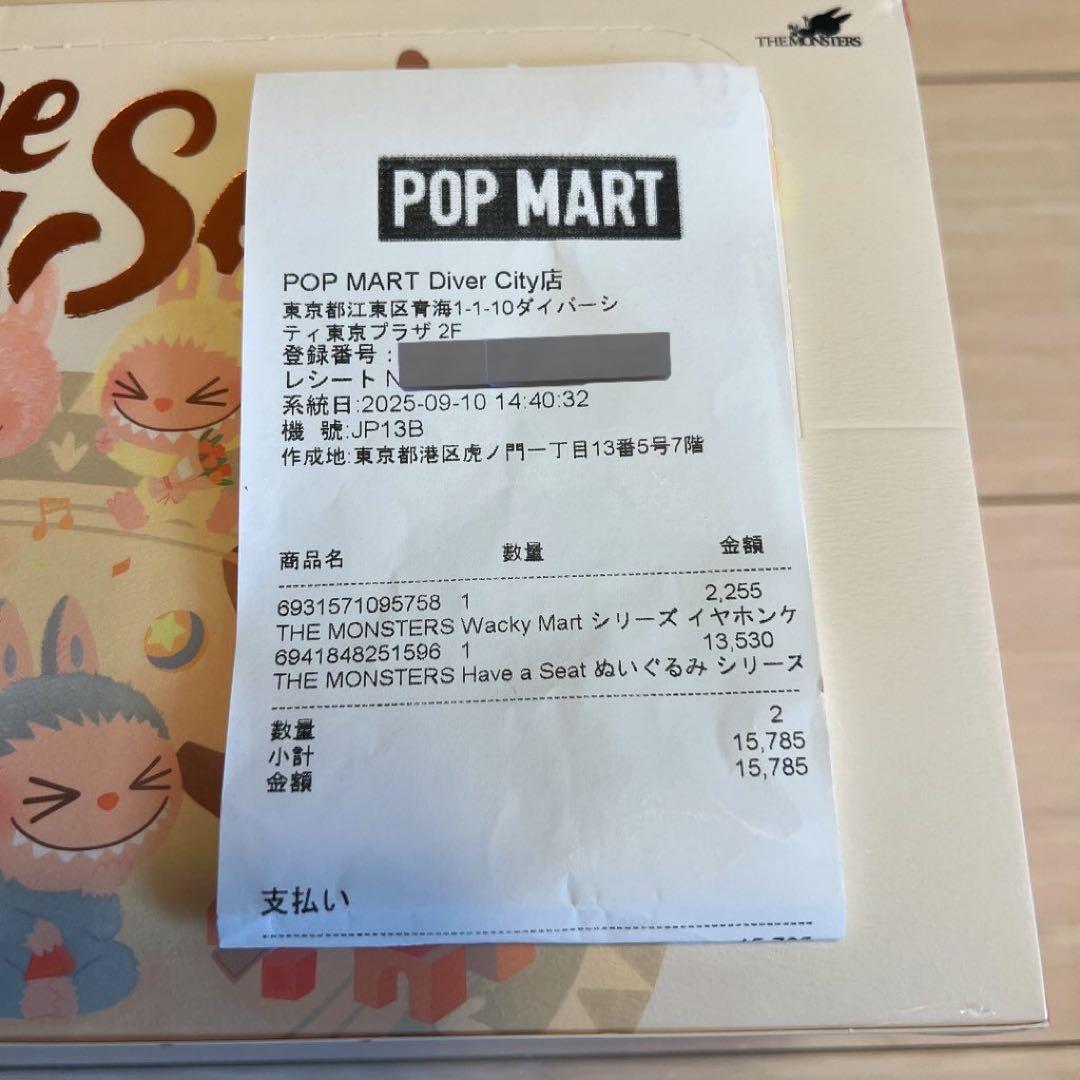 THE MONSTERS
POP MART
POP MART Diver City店
東京都江東区青海1-1-10ダイバーシ
ティ東京プラザ 2F
登録番号:
レシート N
系統日:2025-09-10 14:40:32
機 號:JP13B
作成地:東京都港区虎ノ門一丁目13番5号7階
商品名 数量 金額
6931571095758 1 2,255
THE MONSTERS Wacky Mart シリーズ イヤホンケ
6941848251596 1 13,530
THE MONSTERS Have a Seat ぬいぐるみ シリーズ
数量 2
小計 15,785
金額 15,785
支払い